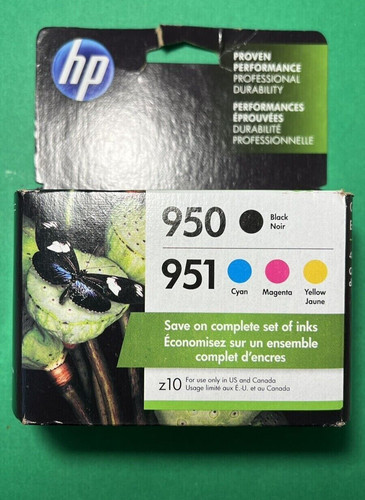 hp
PROVEN
PERFORMANCE
PROFESSIONAL
DURABILITY
PERFORMANCES
ÉPROUVÉES
DURABILITÉ
PROFESSIONNELLE
950
Black
Noir
951
Cyan
Magenta
Yellow
Jaune
Save on complete set of inks
Économisez sur un ensemble
complet d'encres
z10
For use only in US and Canada
Usage limité aux É.-U. et au Canada